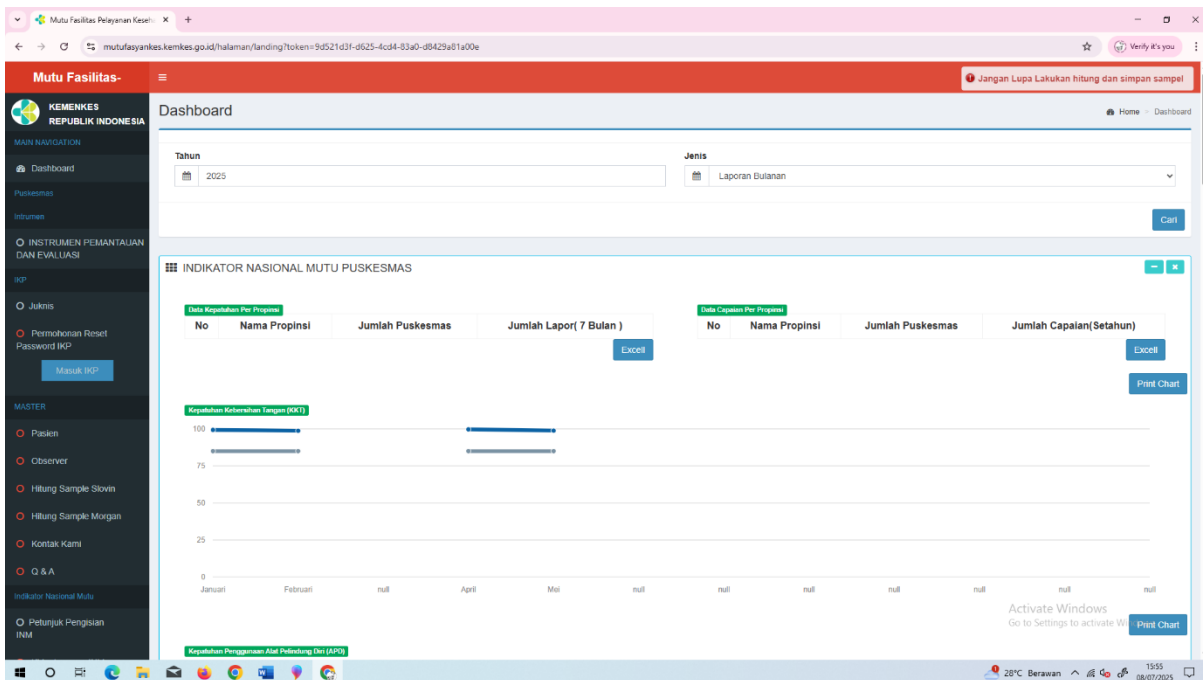 Mutu Fasilitas Pelayanan Keseh
mutufasyankes.kemkes.go.id/halaman/landing?token=9d521d3f-d625-4cd4-83a0-d8429a81a00e
Verify it's you
Mutu Fasilitas-
Jangan Lupa Lakukan hitung dan simpan sampel
KEMENKES
REPUBLIK INDONESIA
Dashboard
Home
Dashboard
MAIN NAVIGATION
Dashboard
Puskesmas
Intrumen
INSTRUMEN PEMANTAUAN
DAN EVALUASI
IKP
Juknis
Permohonan Reset
Password IKP
Masuk IKP
MASTER
Pasien
Observer
Hitung Sample Slovin
Hitung Sample Morgan
Kontak Kami
Q & A
Indikator Nasional Mutu
Petunjuk Pengisian
INM
Tahun
2025
Jenis
Laporan Bulanan
Cari
INDIKATOR NASIONAL MUTU PUSKESMAS
Data Kepatuhan Per Propinsi
No Nama Propinsi Jumlah Puskesmas Jumlah Lapor( 7 Bulan )
Excell
Data Capaian Per Propinsi
No Nama Propinsi Jumlah Puskesmas Jumlah Capaian(Setahun)
Excell
Print Chart
Kepatuhan Kebersihan Tangan (KKT)
100
75
50
25
0
Januari Februari null April Mei null null null null null null null
Activate Windows
Go to Settings to activate Wi
Print Chart
Kepatuhan Penggunaan Alat Pelindung Diri (APD)
28°C Berawan
15:55
08/07/2025